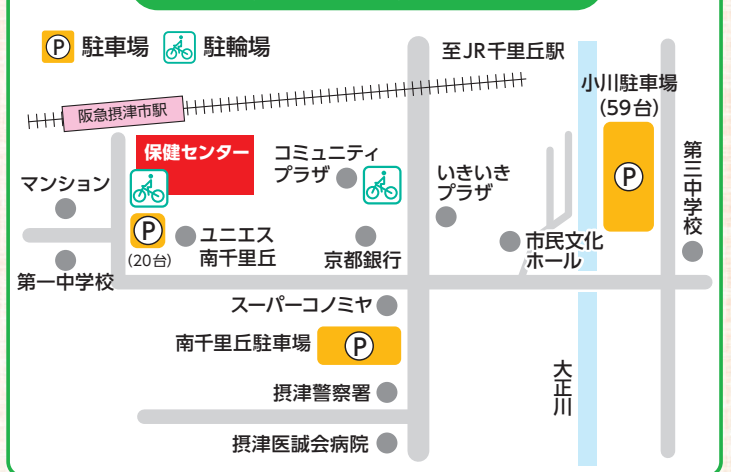 P 駐車場 駐輪場
至JR千里丘駅
阪急摂津市駅
小川駐車場
(59台)
P
保健センター
コミュニティ
プラザ
いきいき
プラザ
第三中学校
マンション
P
(20台)
ユニエス
南千里丘
京都銀行
市民文化
ホール
第一中学校
スーパーコノミヤ
南千里丘駐車場 P
大正川
摂津警察署
摂津医誠会病院